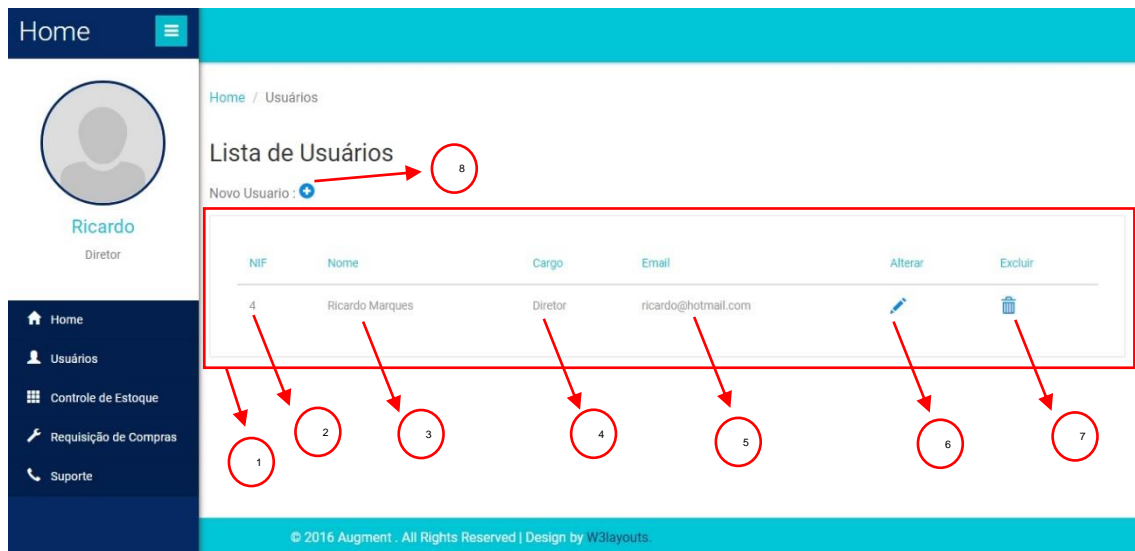 Home
Ricardo
Diretor
Home
Usuários
Controle de Estoque
Requisição de Compras
Suporte
Home / Usuários
Lista de Usuários
8
Novo Usuario :
NIF Nome Cargo Email Alterar Excluir
4 Ricardo Marques Diretor ricardo@hotmail.com
1 2 3 4 5 6 7
© 2016 Augment . All Rights Reserved | Design by W3layouts.